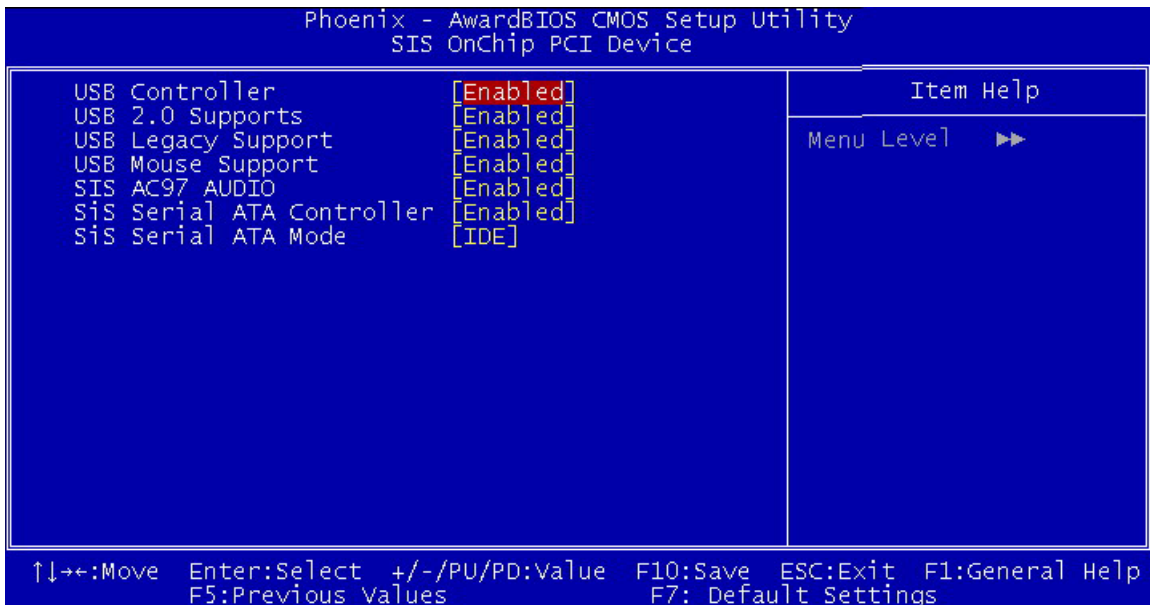 Phoenix - AwardBIOS CMOS Setup Utility
SIS OnChip PCI Device
USB Controller [Enabled]
USB 2.0 Supports [Enabled]
USB Legacy Support [Enabled]
USB Mouse Support [Enabled]
SIS AC97 AUDIO [Enabled]
SiS Serial ATA Controller [Enabled]
SiS Serial ATA Mode [IDE]
Item Help
Menu Level ►►
↑↓→←:Move Enter:Select +/-/PU/PD:Value F10:Save ESC:Exit F1:General Help
F5:Previous Values F7: Default Settings